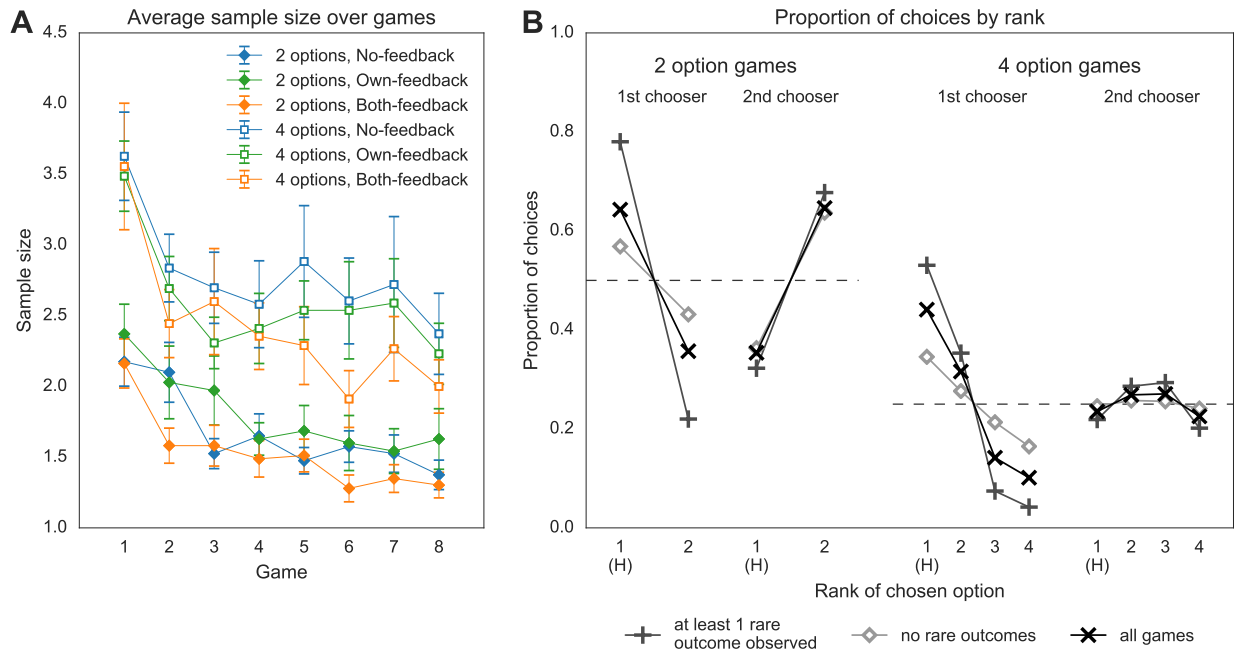 A
Average sample size over games
4.5
4.0
3.5
3.0
2.5
2.0
1.5
1.0
Sample size
2 options, No-feedback
2 options, Own-feedback
2 options, Both-feedback
4 options, No-feedback
4 options, Own-feedback
4 options, Both-feedback
1 2 3 4 5 6 7 8
Game
B
Proportion of choices by rank
1.0
0.8
0.6
0.4
0.2
0.0
Proportion of choices
2 option games
1st chooser 2nd chooser
4 option games
1st chooser 2nd chooser
1 2 1 2 1 2 3 4 1 2 3 4
(H) (H) (H) (H)
Rank of chosen option
at least 1 rare
outcome observed
no rare outcomes
all games